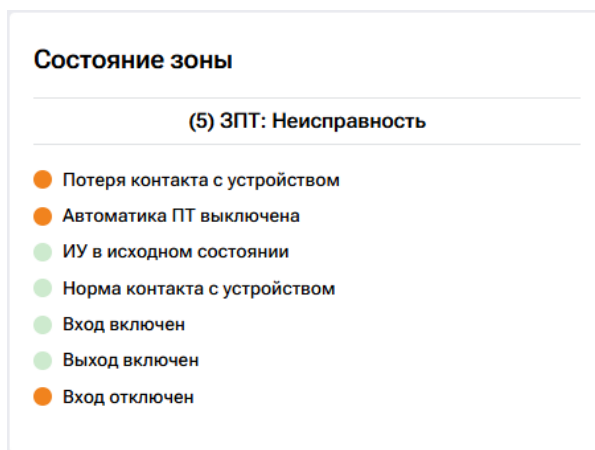 Состояние зоны
(5) ЗПТ: Неисправность
Потеря контакта с устройством
Автоматика ПТ выключена
ИУ в исходном состоянии
Норма контакта с устройством
Вход включен
Выход включен
Вход отключен